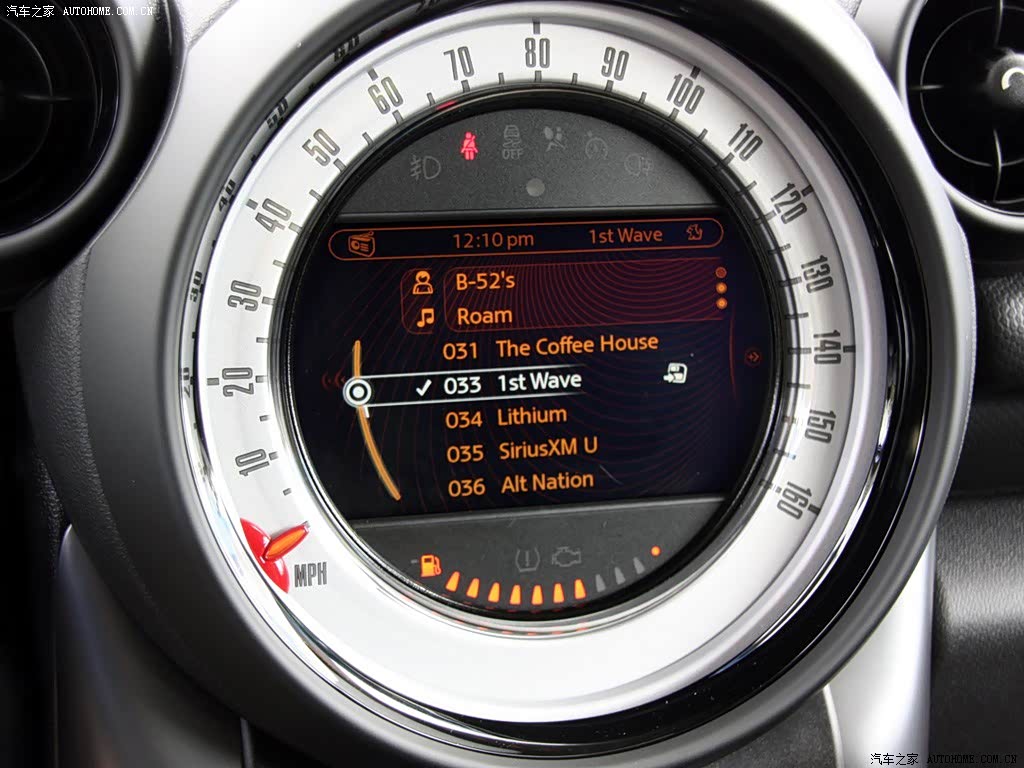 汽车之家 AUTOHOME.COM.CN
10
20
30
40
50
60
70
80
90
100
110
120
130
140
150
160
MPH
OFF
12:10 pm 1st Wave
B-52's
Roam
031 The Coffee House
✓ 033 1st Wave
034 Lithium
035 SiriusXM U
036 Alt Nation
汽车之家 AUTOHOME.COM.CN